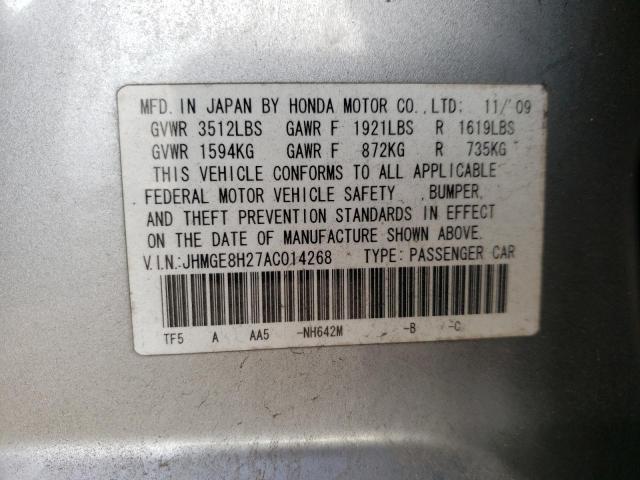 MFD. IN JAPAN BY HONDA MOTOR CO., LTD: 11/'09
GVWR 3512LBS GAWR F 1921LBS R 1619LBS
GVWR 1594KG GAWR F 872KG R 735KG
THIS VEHICLE CONFORMS TO ALL APPLICABLE
FEDERAL MOTOR VEHICLE SAFETY , BUMPER,
AND THEFT PREVENTION STANDARDS IN EFFECT
ON THE DATE OF MANUFACTURE SHOWN ABOVE.
V.I.N.:JHMGE8H27AC014268 TYPE: PASSENGER CAR
TF5 A AA5 -NH642M -B -C